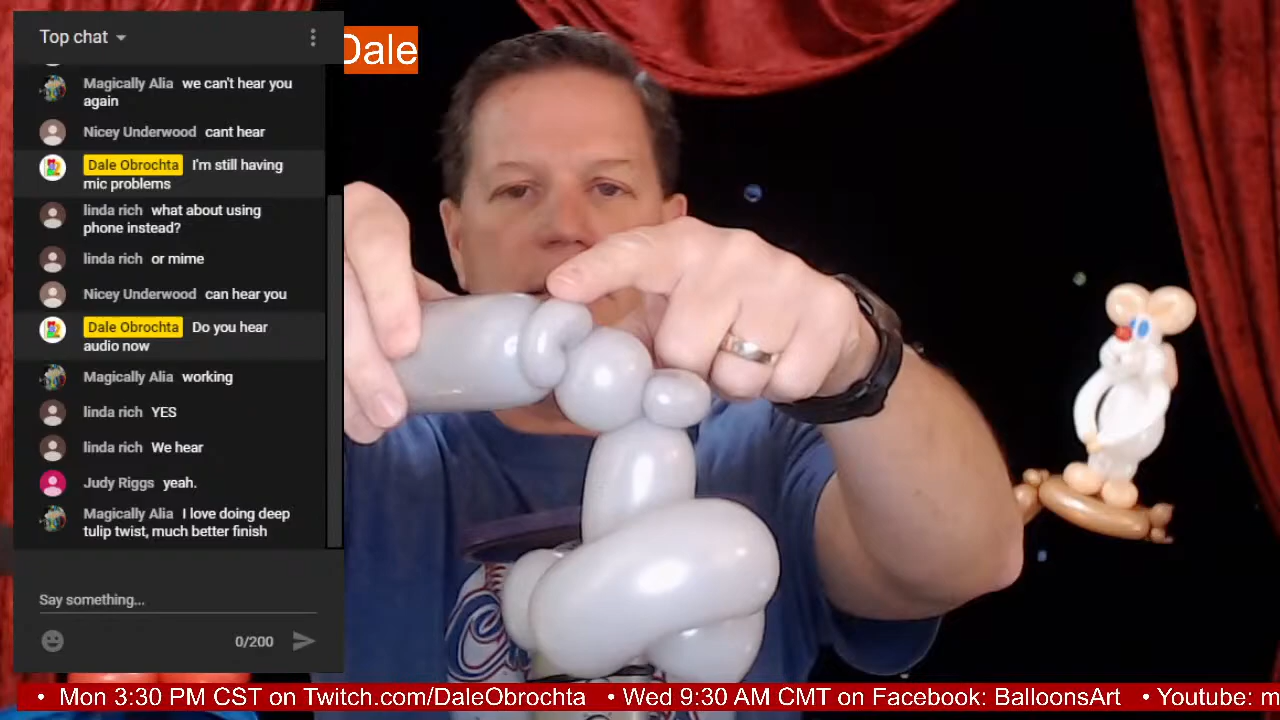 Top chat
Dale
Magically Alia we can't hear you
again
Nicey Underwood cant hear
Dale Obrochta I'm still having
mic problems
linda rich what about using
phone instead?
linda rich or mime
Nicey Underwood can hear you
Dale Obrochta Do you hear
audio now
Magically Alia working
linda rich YES
linda rich We hear
Judy Riggs yeah.
Magically Alia I love doing deep
tulip twist, much better finish
Say something...
0/200
• Mon 3:30 PM CST on Twitch.com/DaleObrochta • Wed 9:30 AM CMT on Facebook: BalloonsArt • Youtube: m